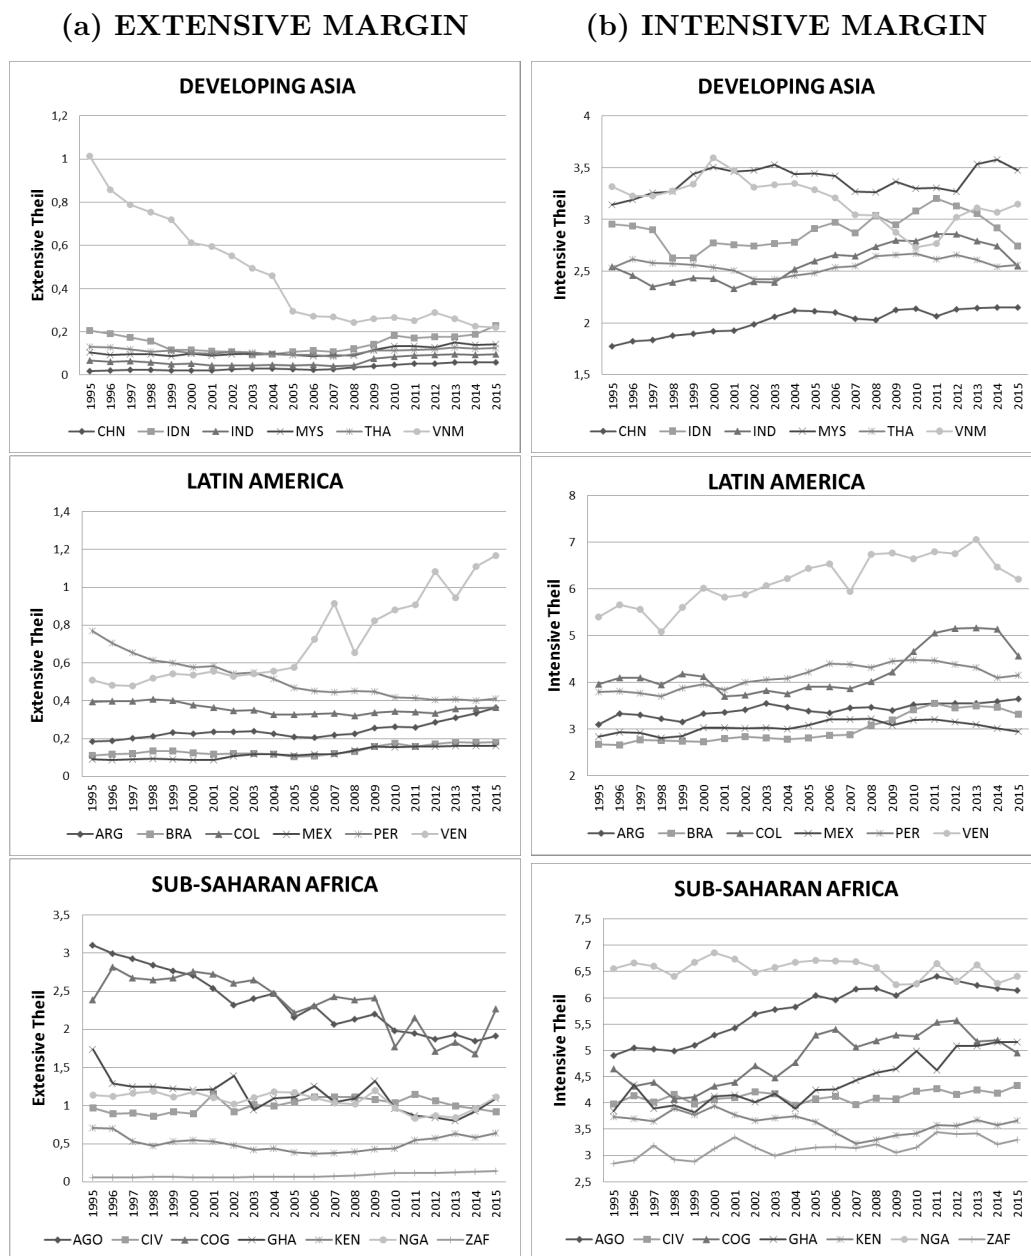 (a) EXTENSIVE MARGIN
(b) INTENSIVE MARGIN
DEVELOPING ASIA
Extensive Theil
1,2
1
0,8
0,6
0,4
0,2
0
1995 1996 1997 1998 1999 2000 2001 2002 2003 2004 2005 2006 2007 2008 2009 2010 2011 2012 2013 2014 2015
CHN IDN IND MYS THA VNM
DEVELOPING ASIA
Intensive Theil
4
3,5
3
2,5
2
1,5
1995 1996 1997 1998 1999 2000 2001 2002 2003 2004 2005 2006 2007 2008 2009 2010 2011 2012 2013 2014 2015
CHN IDN IND MYS THA VNM
LATIN AMERICA
Extensive Theil
1,4
1,2
1
0,8
0,6
0,4
0,2
0
1995 1996 1997 1998 1999 2000 2001 2002 2003 2004 2005 2006 2007 2008 2009 2010 2011 2012 2013 2014 2015
ARG BRA COL MEX PER VEN
LATIN AMERICA
Intensive Theil
8
7
6
5
4
3
2
1995 1996 1997 1998 1999 2000 2001 2002 2003 2004 2005 2006 2007 2008 2009 2010 2011 2012 2013 2014 2015
ARG BRA COL MEX PER VEN
SUB-SAHARAN AFRICA
Extensive Theil
3,5
3
2,5
2
1,5
1
0,5
0
1995 1996 1997 1998 1999 2000 2001 2002 2003 2004 2005 2006 2007 2008 2009 2010 2011 2012 2013 2014 2015
AGO CIV COG GHA KEN NGA ZAF
SUB-SAHARAN AFRICA
Intensive Theil
7,5
6,5
7
6
5,5
5
4,5
4
3,5
3
2,5
1995 1996 1997 1998 1999 2000 2001 2002 2003 2004 2005 2006 2007 2008 2009 2010 2011 2012 2013 2014 2015
AGO CIV COG GHA KEN NGA ZAF